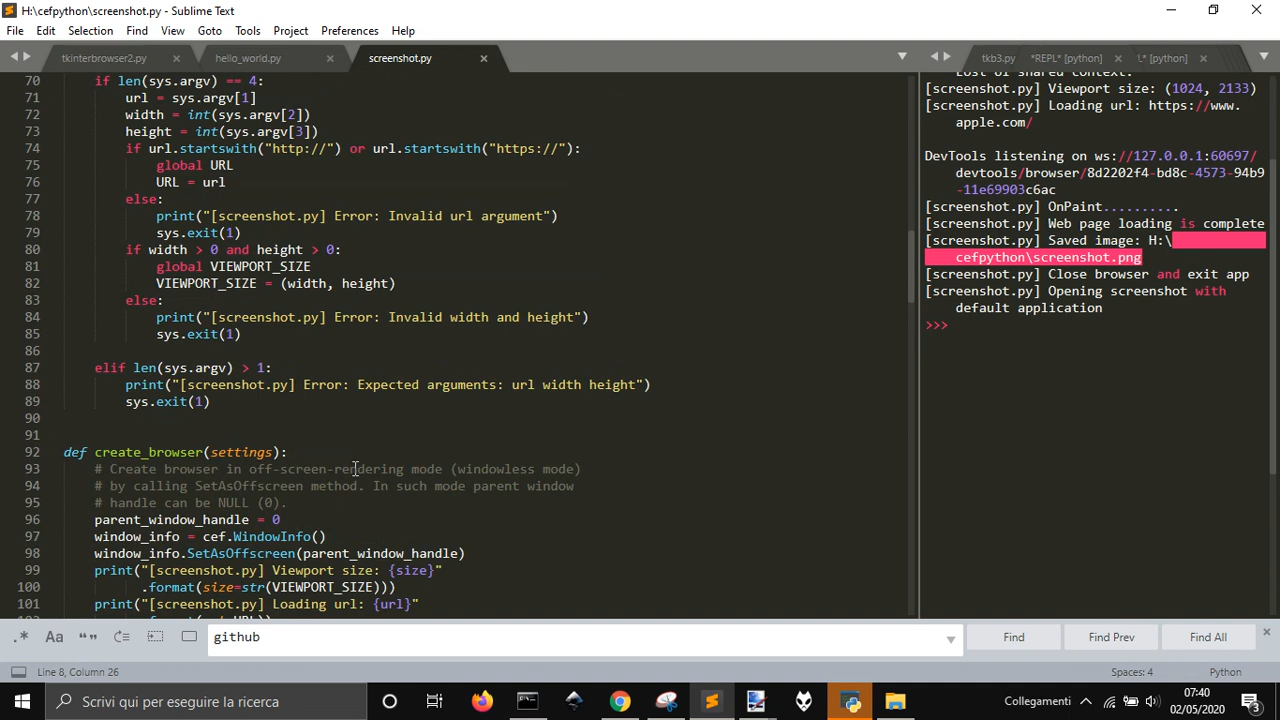 H:\cefpython\screenshot.py - Sublime Text
File Edit Selection Find View Goto Tools Project Preferences Help
tkinterbrowser2.py hello_world.py screenshot.py
70 if len(sys.argv) == 4:
71 url = sys.argv[1]
72 width = int(sys.argv[2])
73 height = int(sys.argv[3])
74 if url.startswith("http://") or url.startswith("https://"):
75 global URL
76 URL = url
77 else:
78 print("[screenshot.py] Error: Invalid url argument")
79 sys.exit(1)
80 if width > 0 and height > 0:
81 global VIEWPORT_SIZE
82 VIEWPORT_SIZE = (width, height)
83 else:
84 print("[screenshot.py] Error: Invalid width and height")
85 sys.exit(1)
86
87 elif len(sys.argv) > 1:
88 print("[screenshot.py] Error: Expected arguments: url width height")
89 sys.exit(1)
90
91
92 def create_browser(settings):
93 # Create browser in off-screen-rendering mode (windowless mode)
94 # by calling SetAsOffscreen method. In such mode parent window
95 # handle can be NULL (0).
96 parent_window_handle = 0
97 window_info = cef.WindowInfo()
98 window_info.SetAsOffscreen(parent_window_handle)
99 print("[screenshot.py] Viewport size: {size}"
100 .format(size=str(VIEWPORT_SIZE)))
101 print("[screenshot.py] Loading url: {url}"
tkb3.py *REPL* [python] L* [python]
Lost of shared context.
[screenshot.py] Viewport size: (1024, 2133)
[screenshot.py] Loading url: https://www.
apple.com/
DevTools listening on ws://127.0.0.1:60697/
devtools/browser/8d2202f4-bd8c-4573-94b9
-11e69903c6ac
[screenshot.py] OnPaint..........
[screenshot.py] Web page loading is complete
[screenshot.py] Saved image: H:\
cefpython\screenshot.png
[screenshot.py] Close browser and exit app
[screenshot.py] Opening screenshot with
default application
>>>
.* Aa “” github Find Find Prev Find All
Line 8, Column 26 Spaces: 4 Python
Scrivi qui per eseguire la ricerca
Collegamenti
07:40
02/05/2020
3